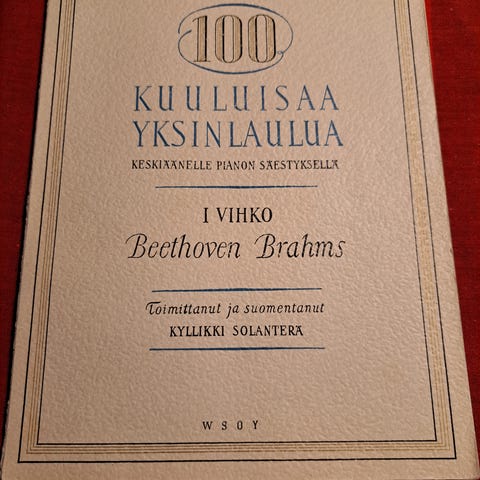 100
KUULUISAA
YKSINLAULUA
KESKIÄÄNELLE PIANON SÄESTYKSELLÄ
I VIHKO
Beethoven Brahms
Toimittanut ja suomentanut
KYLLIKKI SOLANTERÄ
WSOY